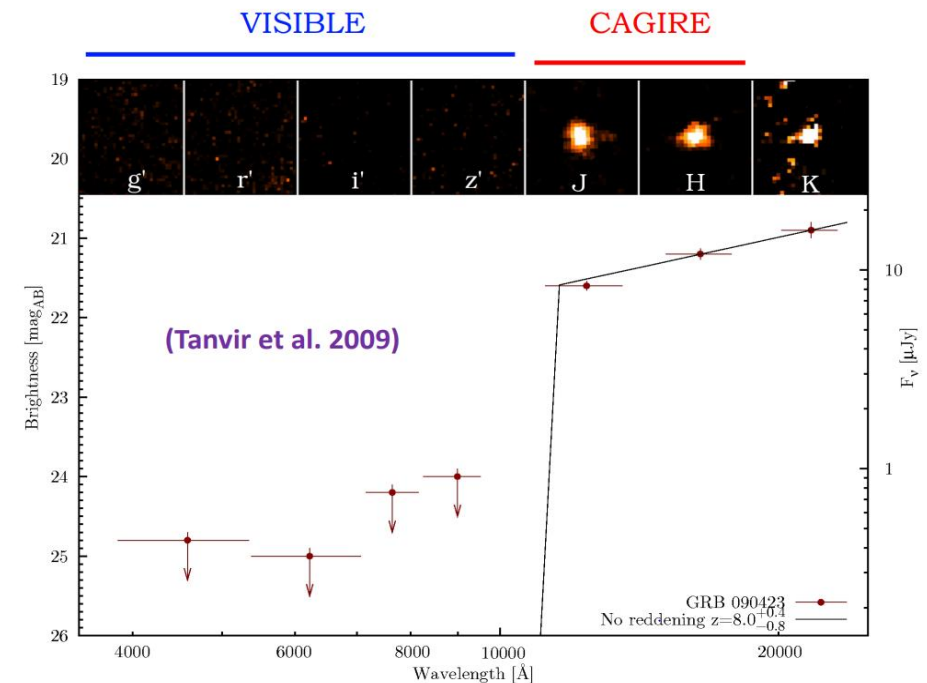 VISIBLE CAGIRE
19
20
21
22
23
24
25
26
g' r' i' z' J H K
Brightness [mag_AB]
(Tanvir et al. 2009)
10
1
F_ν [μJy]
GRB 090423
No reddening z=8.0^{+0.4}_{−0.8}
4000 6000 8000 10000 20000
Wavelength [Å]